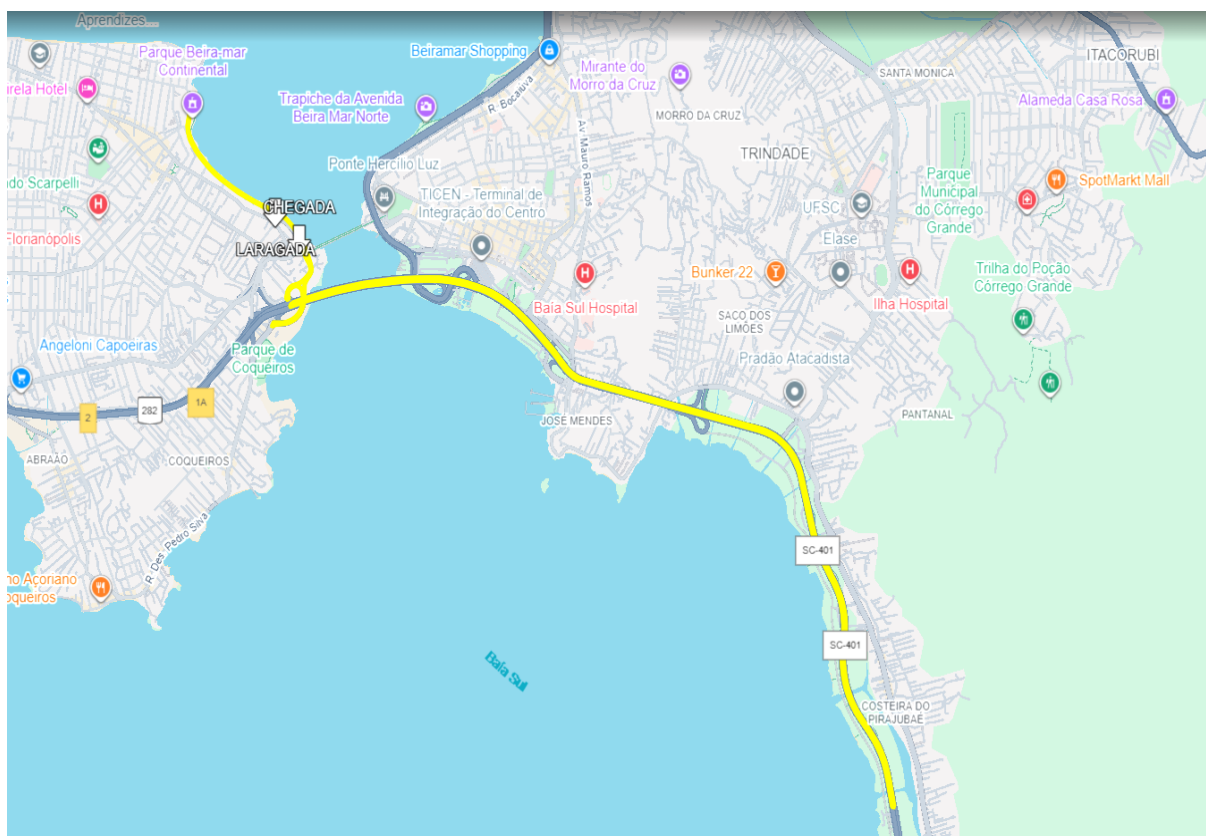 Aprendizes...
Parque Beira-mar
Continental
Beiramar Shopping
ITACORUBI
SANTA MONICA
Mirante do
Morro da Cruz
R. Bocaiuva
Hotel
Trapiche da Avenida
Beira Mar Norte
Alameda Casa Rosa
MORRO DA CRUZ
Av. Mauro Ramos
TRINDADE
Ponte Hercílio Luz
Scarpelli
TICEN - Terminal de
Integração do Centro
Parque
Municipal
do Córrego
Grande
SpotMarkt Mall
CHEGADA
UFSC
Florianópolis
LARAGADA
Elase
Bunker 22
Trilha do Poção
Córrego Grande
Baía Sul Hospital
Ilha Hospital
SACO DOS
LIMÕES
Angeloni Capoeiras
Parque de
Coqueiros
Pradão Atacadista
2
282
1A
JOSÉ MENDES
PANTANAL
ABRAÃO
COQUEIROS
R. Des. Pedro Silva
SC-401
no Açoriano
oqueiros
SC-401
Baía Sul
COSTEIRA DO
PIRAJUBAÉ